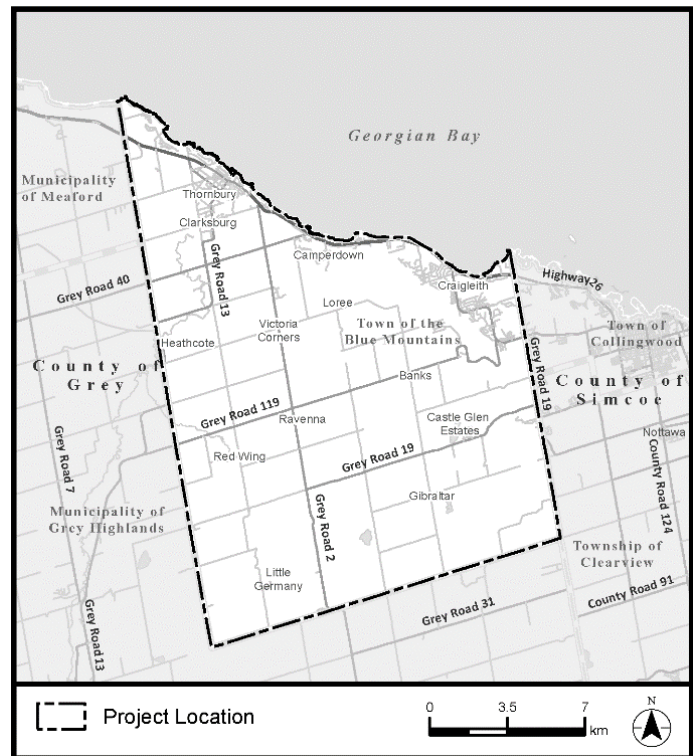 Georgian Bay
Municipality
of Meaford
Thornbury
Clarksburg
Camperdown
Grey Road 40
Grey Road 13
Craigleith
Highway26
Loree
Heathcote
Victoria
Corners
Town of the
Blue Mountains
Town of
Collingwood
County of
Grey
Banks
Grey Road 19
County of
Simcoe
Grey Road 119
Ravenna
Castle Glen
Estates
Nottawa
Red Wing
Grey Road 19
Grey Road 7
Gibraltar
County Road 124
Municipality of
Grey Highlands
Grey Road 2
Township of
Clearview
Little
Germany
County Road 91
Grey Road 31
Grey Road13
Project Location
0 3.5 7
km
N